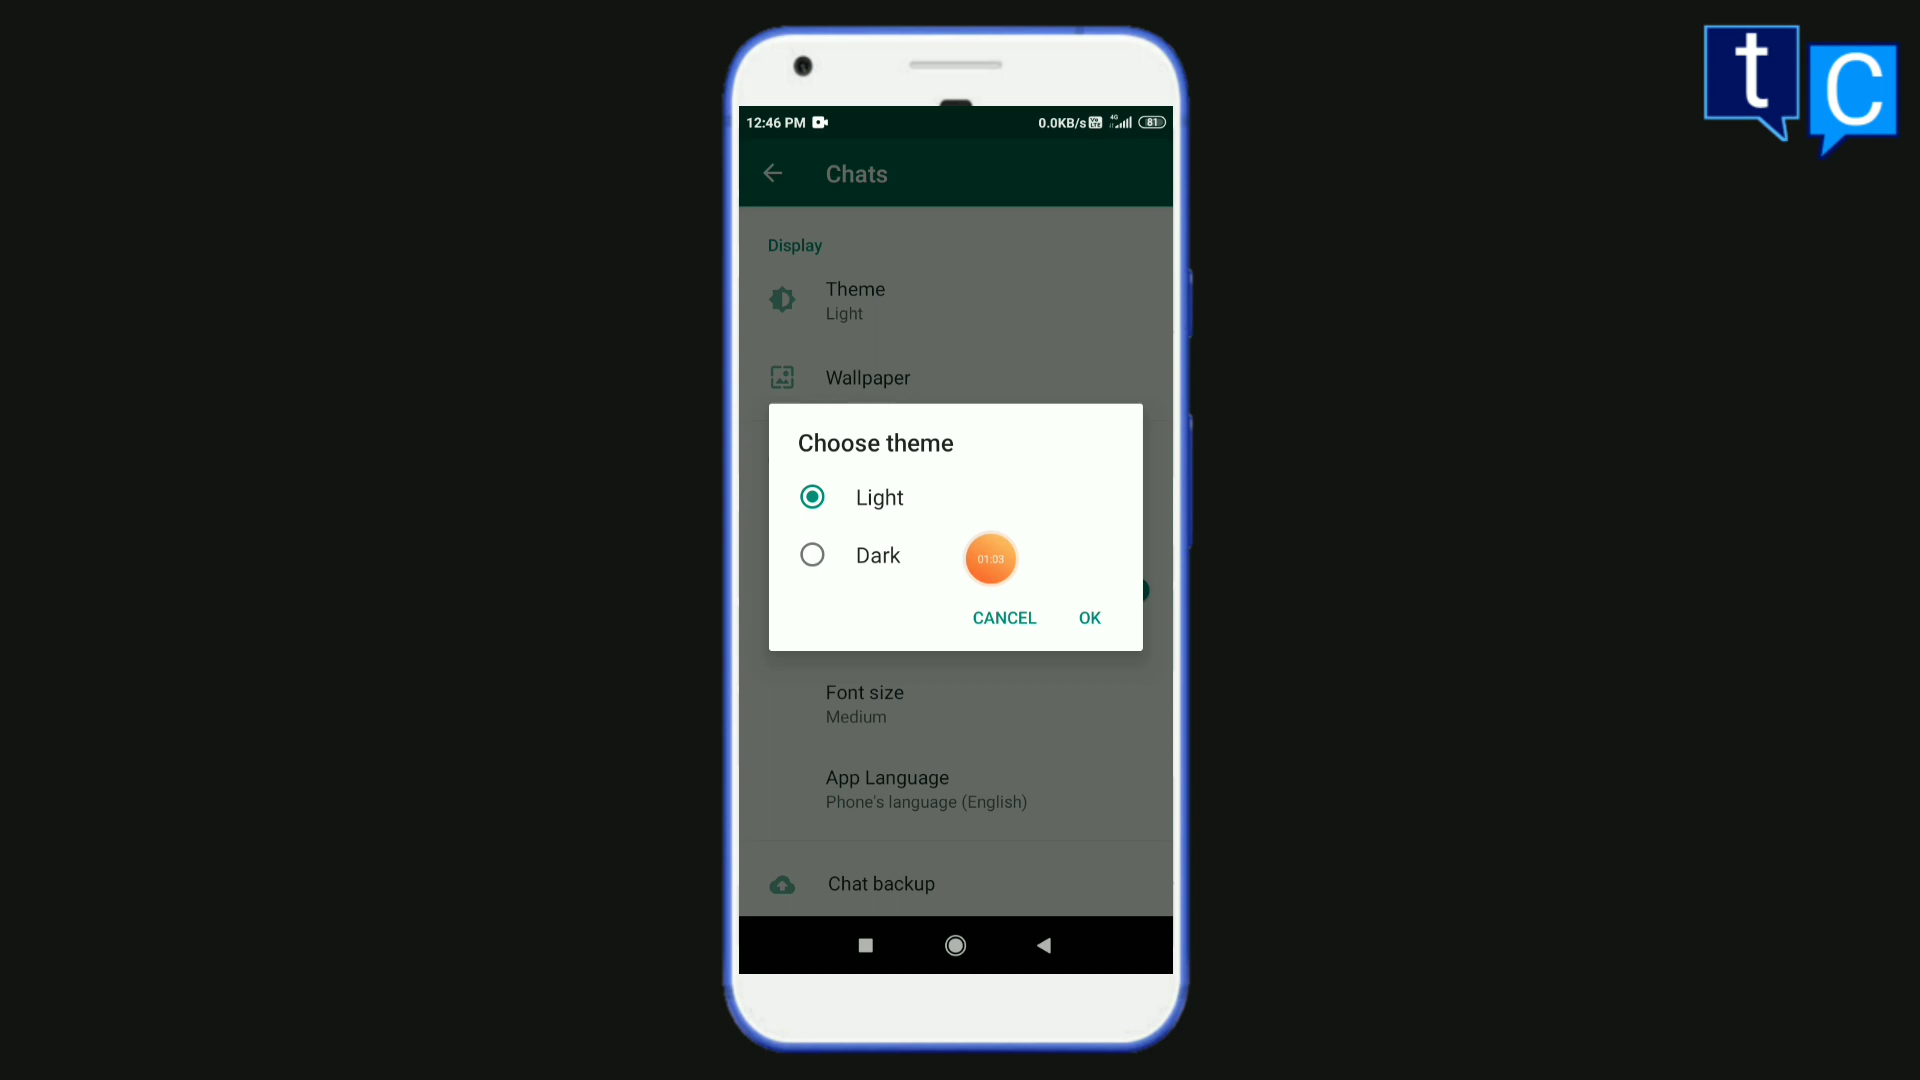 t
C
12:46 PM
0.0KB/s
4G
81
Chats
Display
Theme
Light
Wallpaper
Choose theme
Light
Dark
01:03
CANCEL
OK
Font size
Medium
App Language
Phone's language (English)
Chat backup